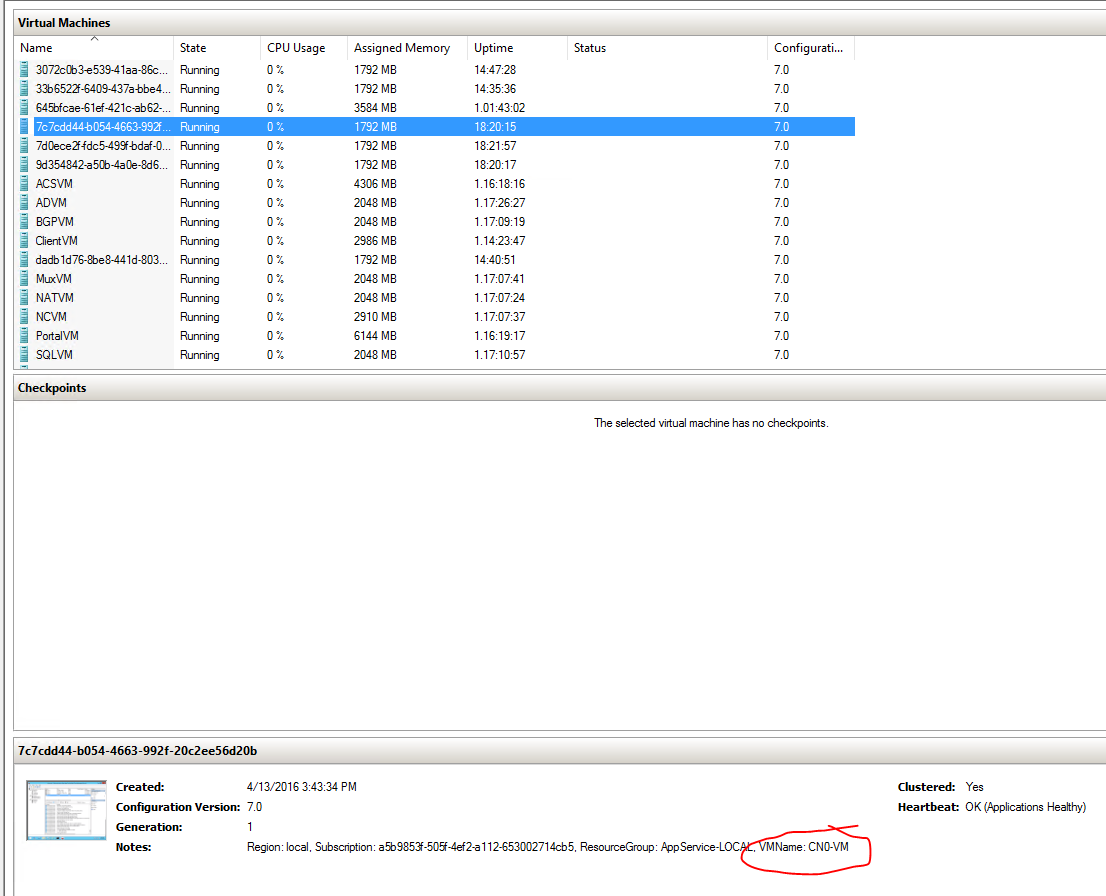 Virtual Machines
Name State CPU Usage Assigned Memory Uptime Status Configurati...
3072c0b3-e539-41aa-86c... Running 0 % 1792 MB 14:47:28 7.0
33b6522f-6409-437a-bbe4... Running 0 % 1792 MB 14:35:36 7.0
645bfcae-61ef-421c-ab62-... Running 0 % 3584 MB 1.01:43:02 7.0
7c7cdd44-b054-4663-992f... Running 0 % 1792 MB 18:20:15 7.0
7d0ece2f-fdc5-499f-bdaf-0... Running 0 % 1792 MB 18:21:57 7.0
9d354842-a50b-4a0e-8d6... Running 0 % 1792 MB 18:20:17 7.0
ACSVM Running 0 % 4306 MB 1.16:18:16 7.0
ADVM Running 0 % 2048 MB 1.17:26:27 7.0
BGPVM Running 0 % 2048 MB 1.17:09:19 7.0
ClientVM Running 0 % 2986 MB 1.14:23:47 7.0
dadb1d76-8be8-441d-803... Running 0 % 1792 MB 14:40:51 7.0
MuxVM Running 0 % 2048 MB 1.17:07:41 7.0
NATVM Running 0 % 2048 MB 1.17:07:24 7.0
NCVM Running 0 % 2910 MB 1.17:07:37 7.0
PortalVM Running 0 % 6144 MB 1.16:19:17 7.0
SQLVM Running 0 % 2048 MB 1.17:10:57 7.0
Checkpoints
The selected virtual machine has no checkpoints.
7c7cdd44-b054-4663-992f-20c2ee56d20b
Created: 4/13/2016 3:43:34 PM Clustered: Yes
Configuration Version: 7.0 Heartbeat: OK (Applications Healthy)
Generation: 1
Notes: Region: local, Subscription: a5b9853f-505f-4ef2-a112-653002714cb5, ResourceGroup: AppService-LOCAL, VMName: CN0-VM